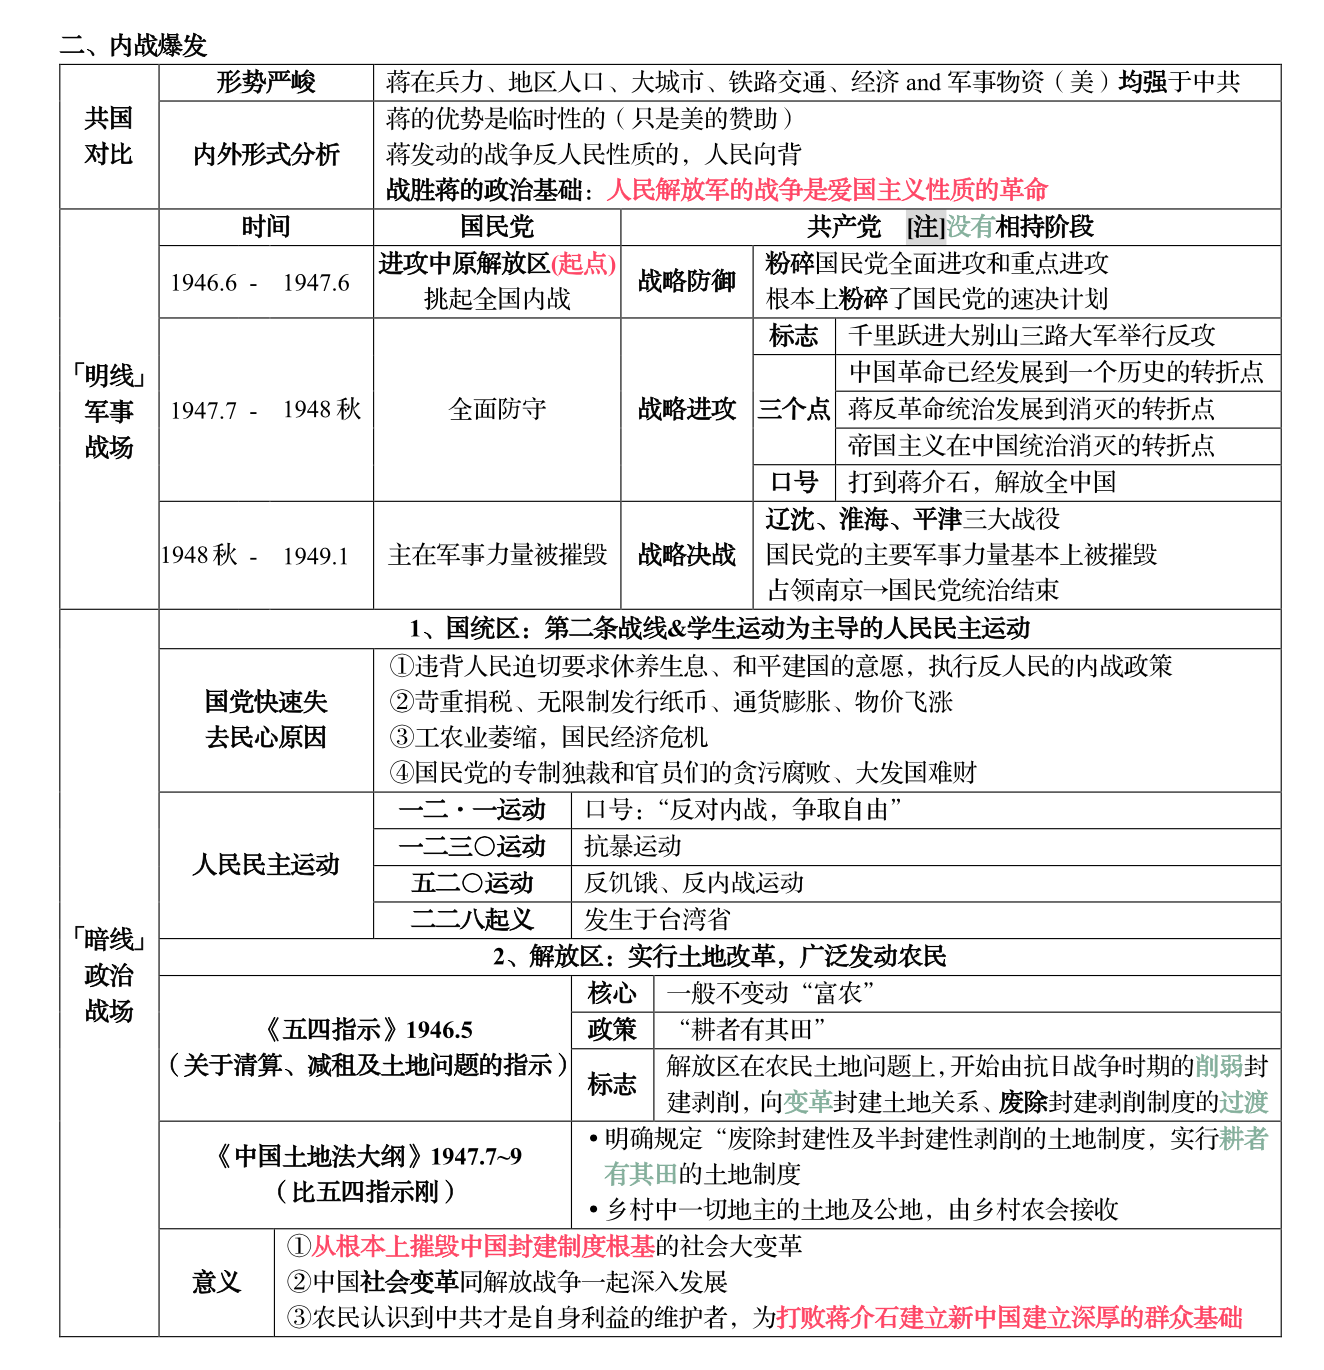 二、内战爆发
共国
对比
形势严峻
蒋在兵力、地区人口、大城市、铁路交通、经济 and 军事物资（美）均强于中共
内外形式分析
蒋的优势是临时性的（只是美的赞助）
蒋发动的战争反人民性质的，人民向背
战胜蒋的政治基础：人民解放军的战争是爱国主义性质的革命
「明线」
军事
战场
时间
国民党
共产党 [注]没有相持阶段
1946.6 - 1947.6
进攻中原解放区(起点)
挑起全国内战
战略防御
粉碎国民党全面进攻和重点进攻
根本上粉碎了国民党的速决计划
1947.7 - 1948 秋
全面防守
战略进攻
标志
千里跃进大别山三路大军举行反攻
三个点
中国革命已经发展到一个历史的转折点
蒋反革命统治发展到消灭的转折点
帝国主义在中国统治消灭的转折点
口号
打到蒋介石，解放全中国
1948 秋 - 1949.1
主在军事力量被摧毁
战略决战
辽沈、淮海、平津三大战役
国民党的主要军事力量基本上被摧毁
占领南京→国民党统治结束
「暗线」
政治
战场
1、国统区：第二条战线&学生运动为主导的人民民主运动
国党快速失
去民心原因
①违背人民迫切要求休养生息、和平建国的意愿，执行反人民的内战政策
②苛重捐税、无限制发行纸币、通货膨胀、物价飞涨
③工农业萎缩，国民经济危机
④国民党的专制独裁和官员们的贪污腐败、大发国难财
人民民主运动
一二・一运动
口号：“反对内战，争取自由”
一二三〇运动
抗暴运动
五二〇运动
反饥饿、反内战运动
二二八起义
发生于台湾省
2、解放区：实行土地改革，广泛发动农民
《五四指示》1946.5
（关于清算、减租及土地问题的指示）
核心
一般不变动“富农”
政策
“耕者有其田”
标志
解放区在农民土地问题上，开始由抗日战争时期的削弱封
建剥削，向变革封建土地关系、废除封建剥削制度的过渡
《中国土地法大纲》1947.7~9
（比五四指示刚）
• 明确规定“废除封建性及半封建性剥削的土地制度，实行耕者
有其田的土地制度
• 乡村中一切地主的土地及公地，由乡村农会接收
意义
①从根本上摧毁中国封建制度根基的社会大变革
②中国社会变革同解放战争一起深入发展
③农民认识到中共才是自身利益的维护者，为打败蒋介石建立新中国建立深厚的群众基础